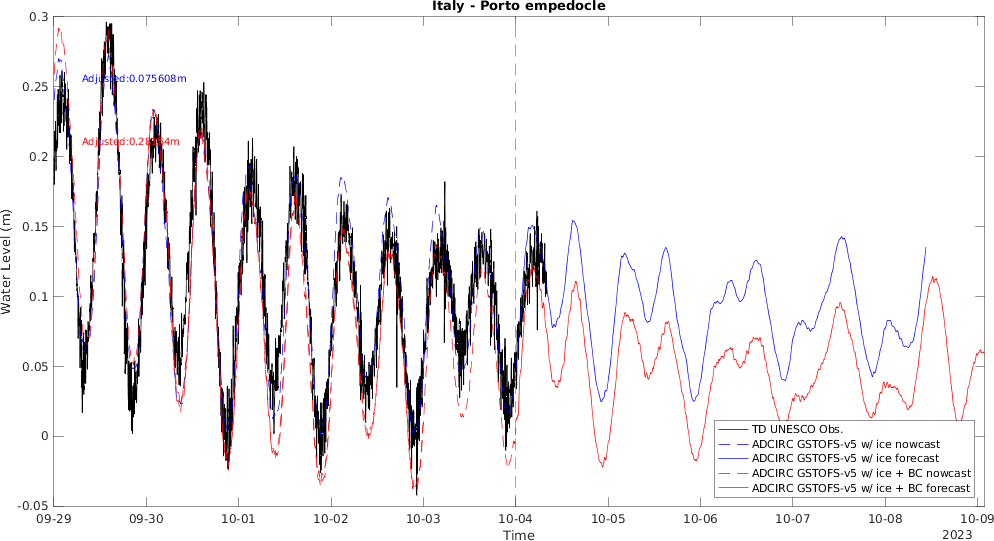 Italy - Porto empedocle
0.3
0.25
0.2
0.15
0.1
0.05
0
-0.05
Water Level (m)
Adjusted:0.075608m
09-29 09-30 10-01 10-02 10-03 10-04 10-05 10-06 10-07 10-08 10-09
Time
2023
TD UNESCO Obs.
ADCIRC GSTOFS-v5 w/ ice nowcast
ADCIRC GSTOFS-v5 w/ ice forecast
ADCIRC GSTOFS-v5 w/ ice + BC nowcast
ADCIRC GSTOFS-v5 w/ ice + BC forecast